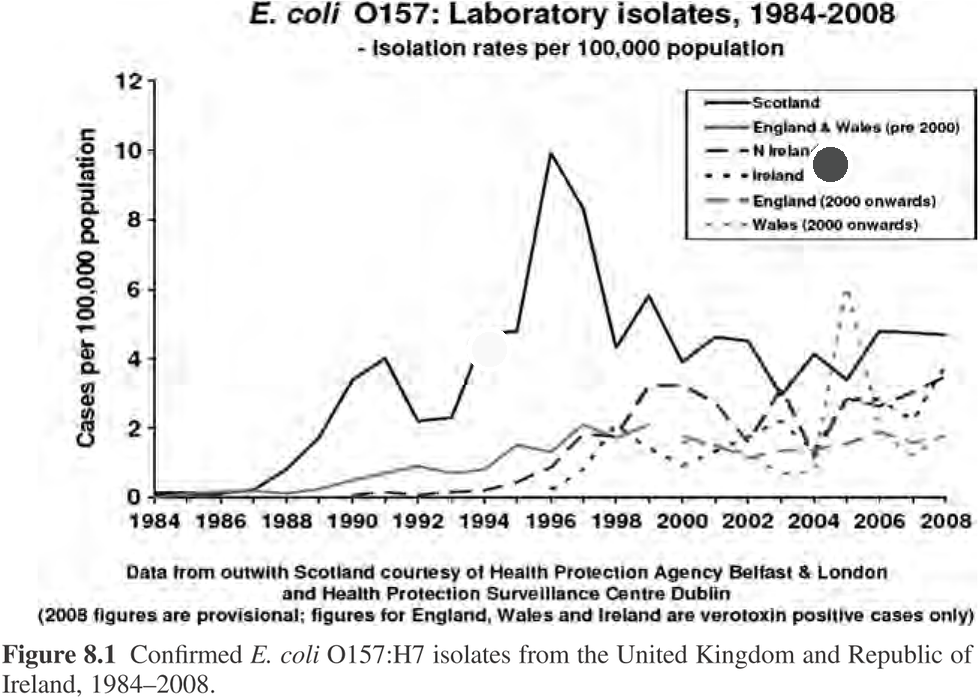 E. coli O157: Laboratory isolates, 1984-2008
- Isolation rates per 100,000 population
Cases per 100,000 population
12
10
8
6
4
2
0
1984 1986 1988 1990 1992 1994 1996 1998 2000 2002 2004 2006 2008
Scotland
England & Wales (pre 2000)
N
Ireland
England (2000 onwards)
Wales (2000 onwards)
Data from outwith Scotland courtesy of Health Protection Agency Belfast & London
and Health Protection Surveillance Centre Dublin
(2008 figures are provisional; figures for England, Wales and Ireland are verotoxin positive cases only)
Figure 8.1 Confirmed E. coli O157:H7 isolates from the United Kingdom and Republic of
Ireland, 1984–2008.